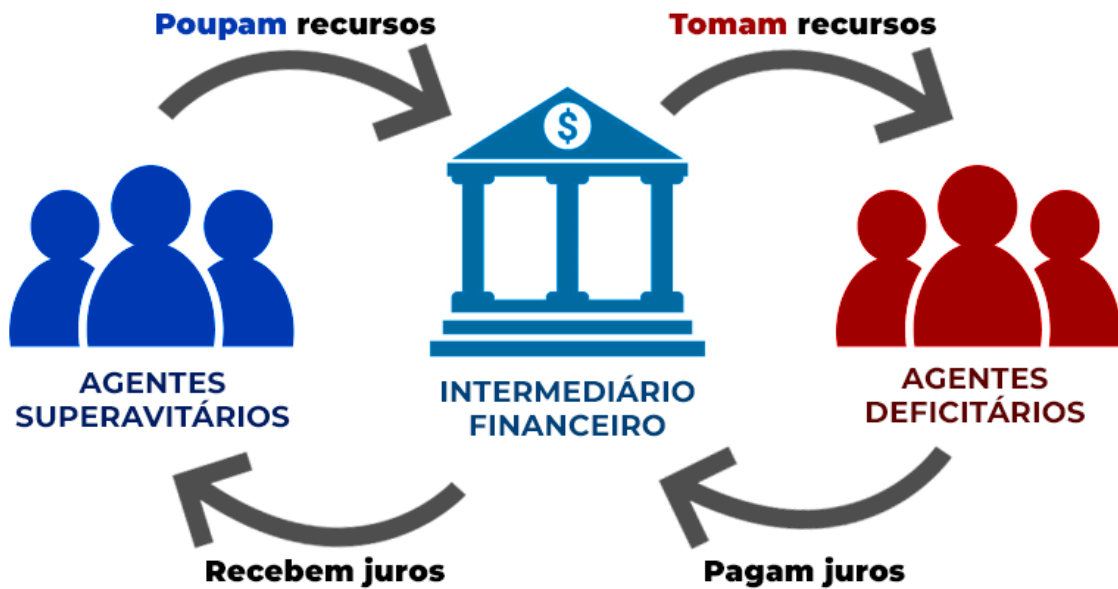 Poupam recursos
Tomam recursos
$
AGENTES
SUPERAVITÁRIOS
INTERMEDIÁRIO
FINANCEIRO
AGENTES
DEFICITÁRIOS
Recebem juros
Pagam juros